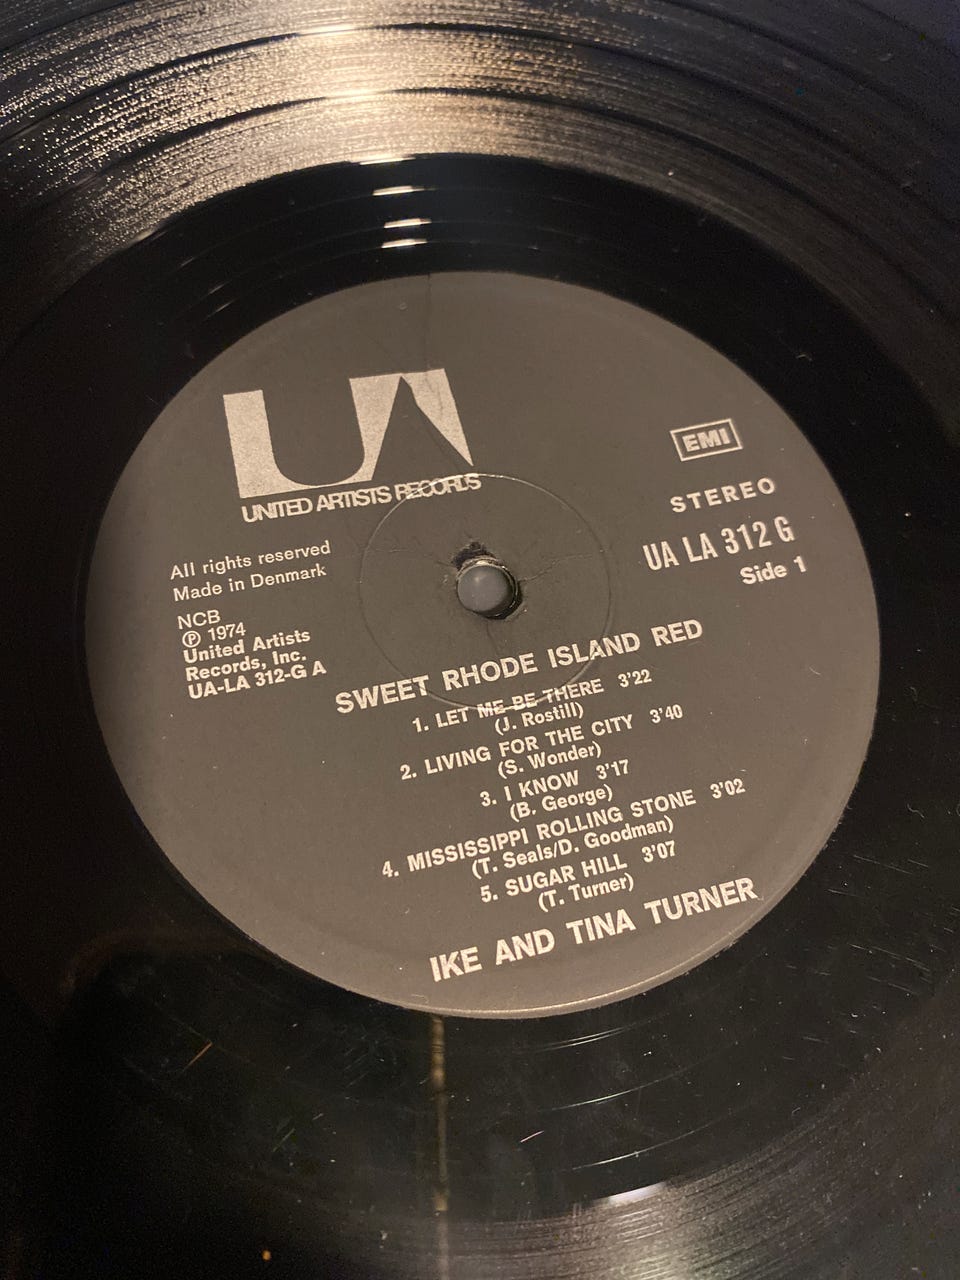 UA
UNITED ARTISTS RECORDS
EMI
STEREO
UA LA 312 G
Side 1
All rights reserved
Made in Denmark
NCB
Ⓟ 1974
United Artists
Records, Inc.
UA-LA 312-G A
SWEET RHODE ISLAND RED
1. LET ME BE THERE 3'22
(J. Rostill)
2. LIVING FOR THE CITY 3'40
(S. Wonder)
3. I KNOW 3'17
(B. George)
4. MISSISSIPPI ROLLING STONE 3'02
(T. Seals/D. Goodman)
5. SUGAR HILL 3'07
(T. Turner)
IKE AND TINA TURNER